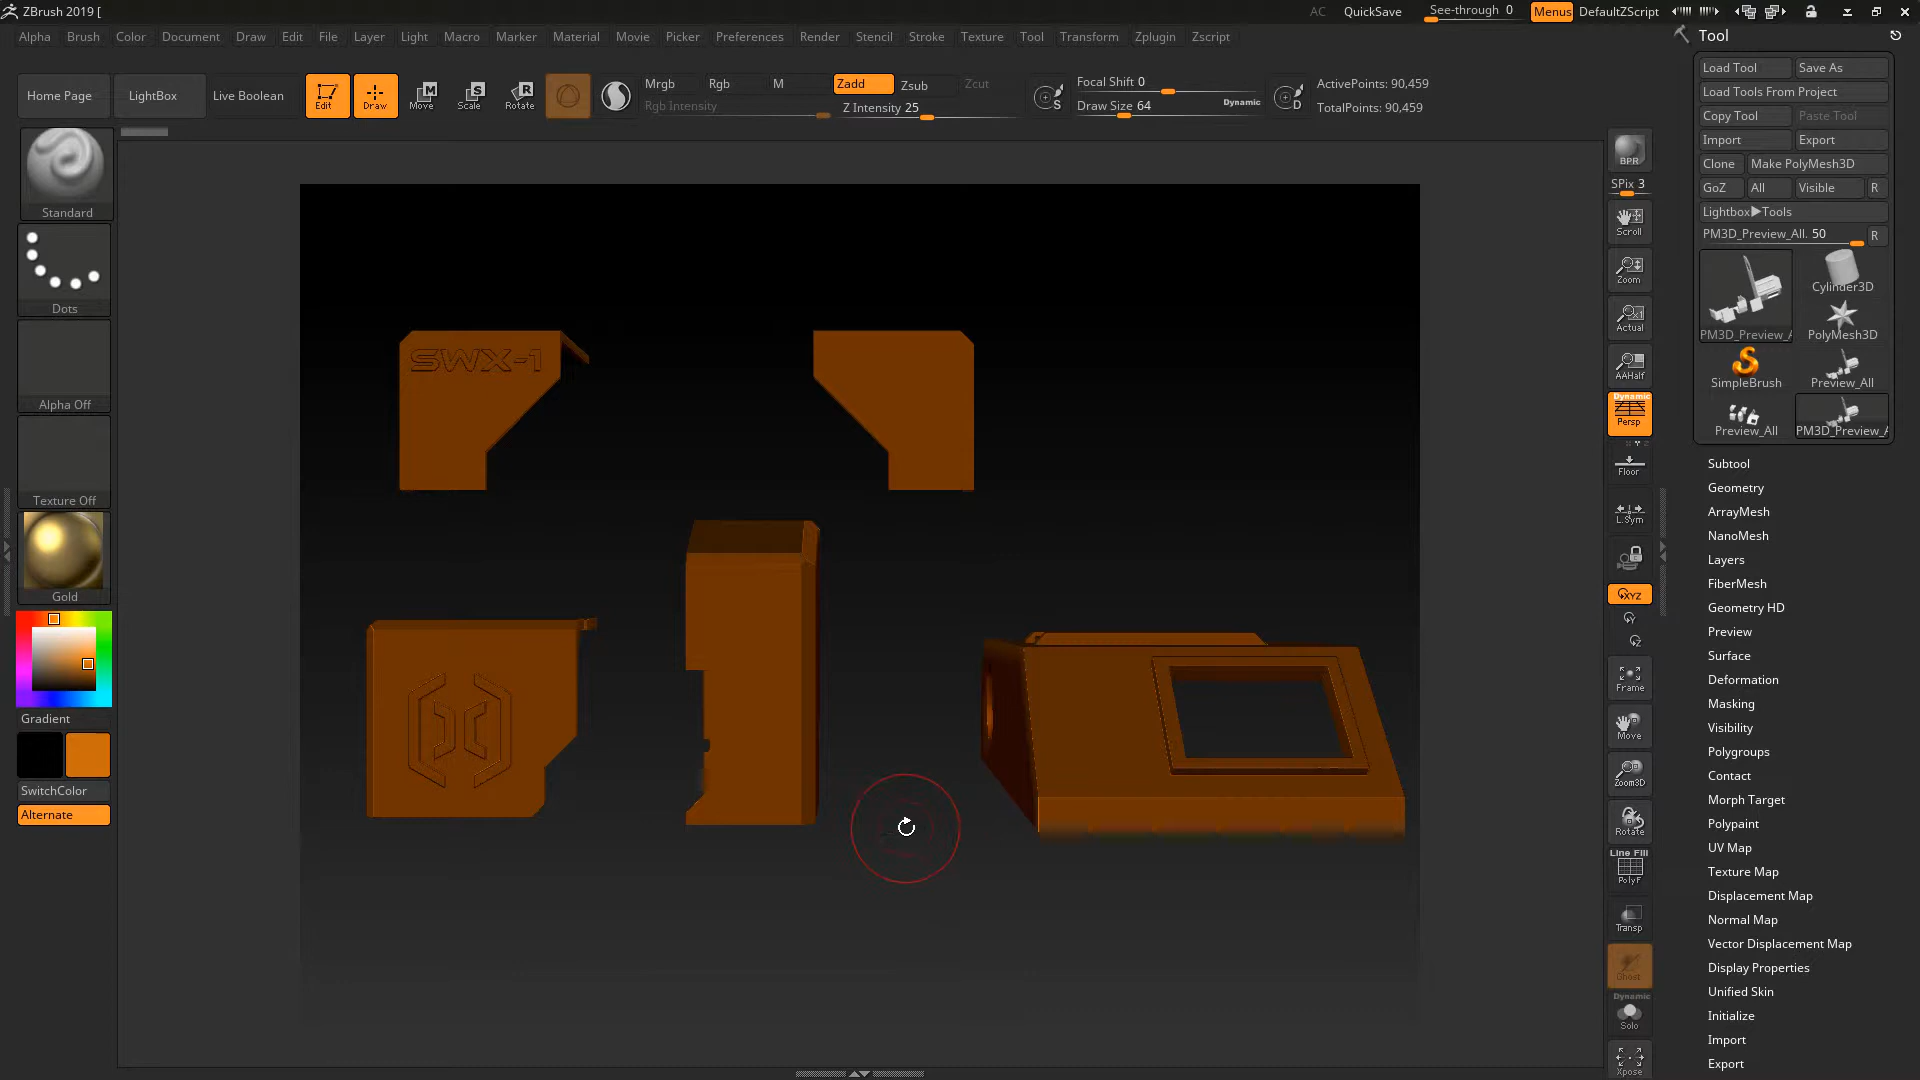 ZBrush 2019 [
AC
QuickSave
See-through 0
Menus
DefaultZScript
Alpha Brush Color Document Draw Edit File Layer Light Macro Marker Material Movie Picker Preferences Render Stencil Stroke Texture Tool Transform Zplugin Zscript
Home Page
LightBox
Live Boolean
Edit
Draw
Move
Scale
Rotate
Mrgb
Rgb
M
Zadd
Zsub
Zcut
Rgb Intensity
Z Intensity 25
S
Focal Shift 0
Draw Size 64
Dynamic
D
ActivePoints: 90,459
TotalPoints: 90,459
Standard
Dots
Alpha Off
Texture Off
Gold
Gradient
SwitchColor
Alternate
SWX-1
BPR
SPix 3
Scroll
Zoom
Actual
AAHalf
Dynamic
Persp
Floor
L.Sym
XYZ
Y
Z
Frame
Move
Zoom3D
Rotate
Line Fill
PolyF
Transp
Ghost
Dynamic
Solo
Xpose
Tool
Load Tool
Save As
Load Tools From Project
Copy Tool
Paste Tool
Import
Export
Clone
Make PolyMesh3D
GoZ
All
Visible
R
Lightbox▶Tools
PM3D_Preview_All. 50
R
PM3D_Preview_A
Cylinder3D
PolyMesh3D
SimpleBrush
Preview_All
Preview_All
PM3D_Preview_A
Subtool
Geometry
ArrayMesh
NanoMesh
Layers
FiberMesh
Geometry HD
Preview
Surface
Deformation
Masking
Visibility
Polygroups
Contact
Morph Target
Polypaint
UV Map
Texture Map
Displacement Map
Normal Map
Vector Displacement Map
Display Properties
Unified Skin
Initialize
Import
Export